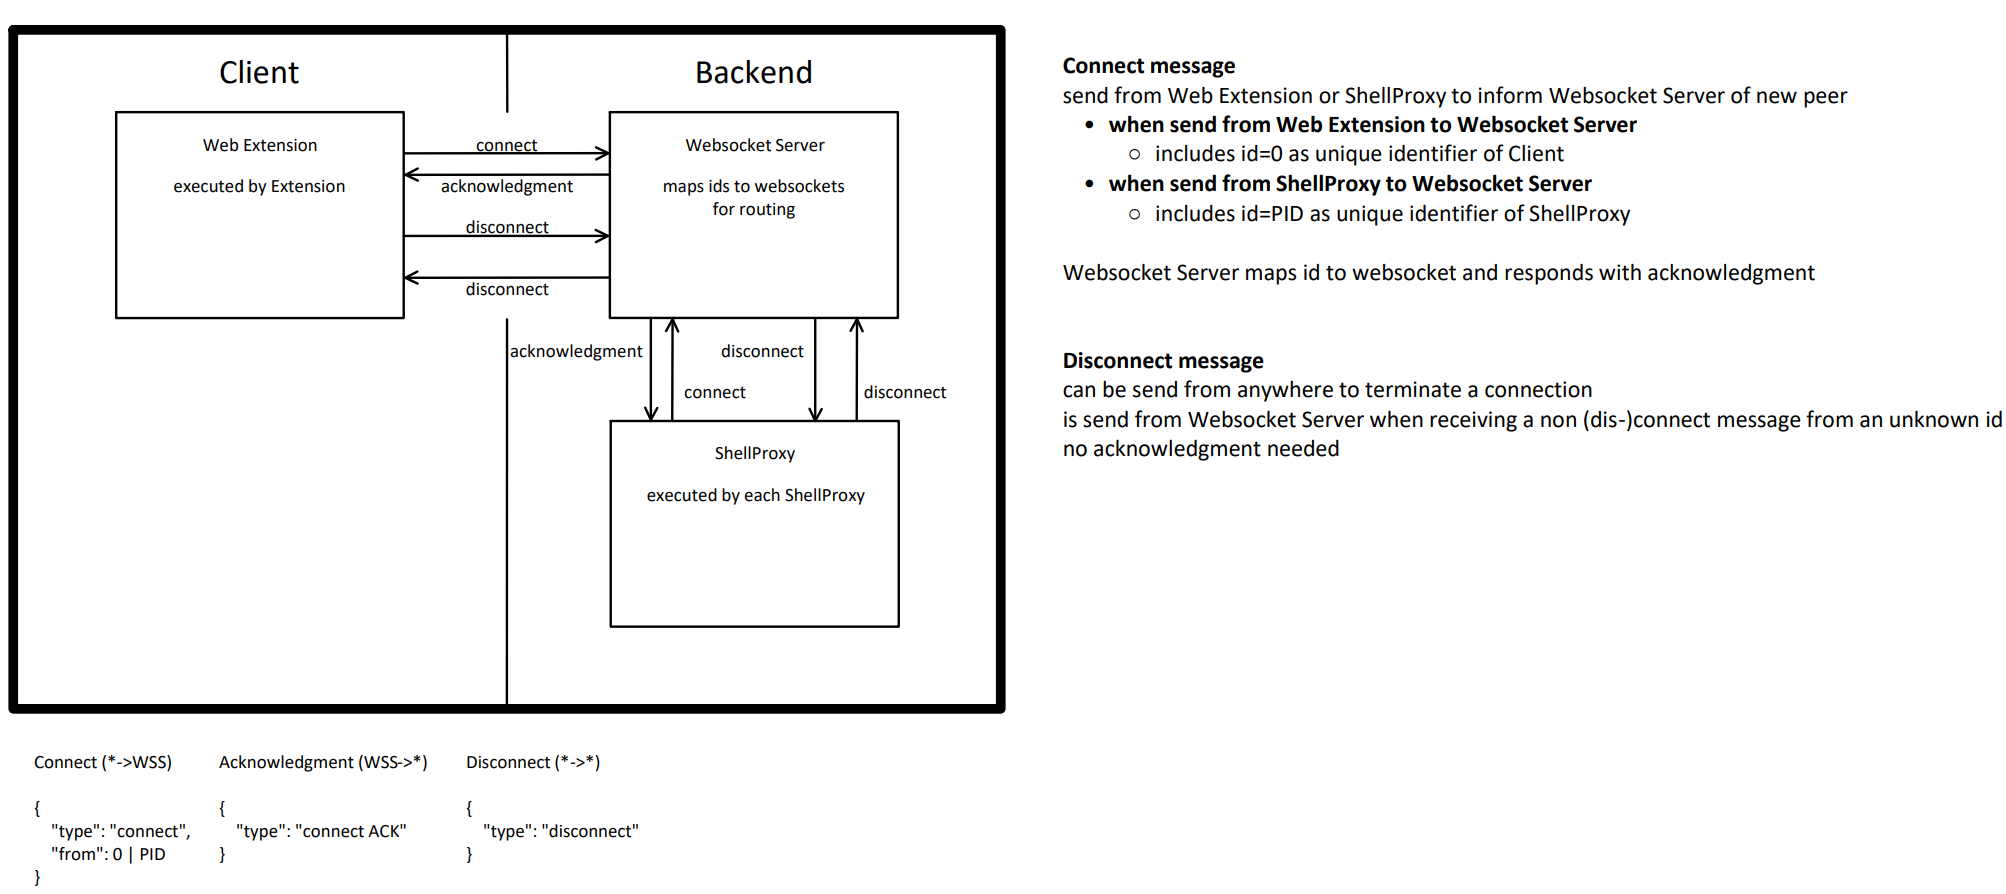 Client
Backend
Web Extension
executed by Extension
connect
acknowledgment
disconnect
disconnect
Websocket Server
maps ids to websockets
for routing
acknowledgment
connect
disconnect
disconnect
ShellProxy
executed by each ShellProxy
Connect message
send from Web Extension or ShellProxy to inform Websocket Server of new peer
• when send from Web Extension to Websocket Server
○ includes id=0 as unique identifier of Client
• when send from ShellProxy to Websocket Server
○ includes id=PID as unique identifier of ShellProxy
Websocket Server maps id to websocket and responds with acknowledgment
Disconnect message
can be send from anywhere to terminate a connection
is send from Websocket Server when receiving a non (dis-)connect message from an unknown id
no acknowledgment needed
Connect (*->WSS)
{
"type": "connect",
"from": 0 | PID
}
Acknowledgment (WSS->*)
{
"type": "connect ACK"
}
Disconnect (*->*)
{
"type": "disconnect"
}